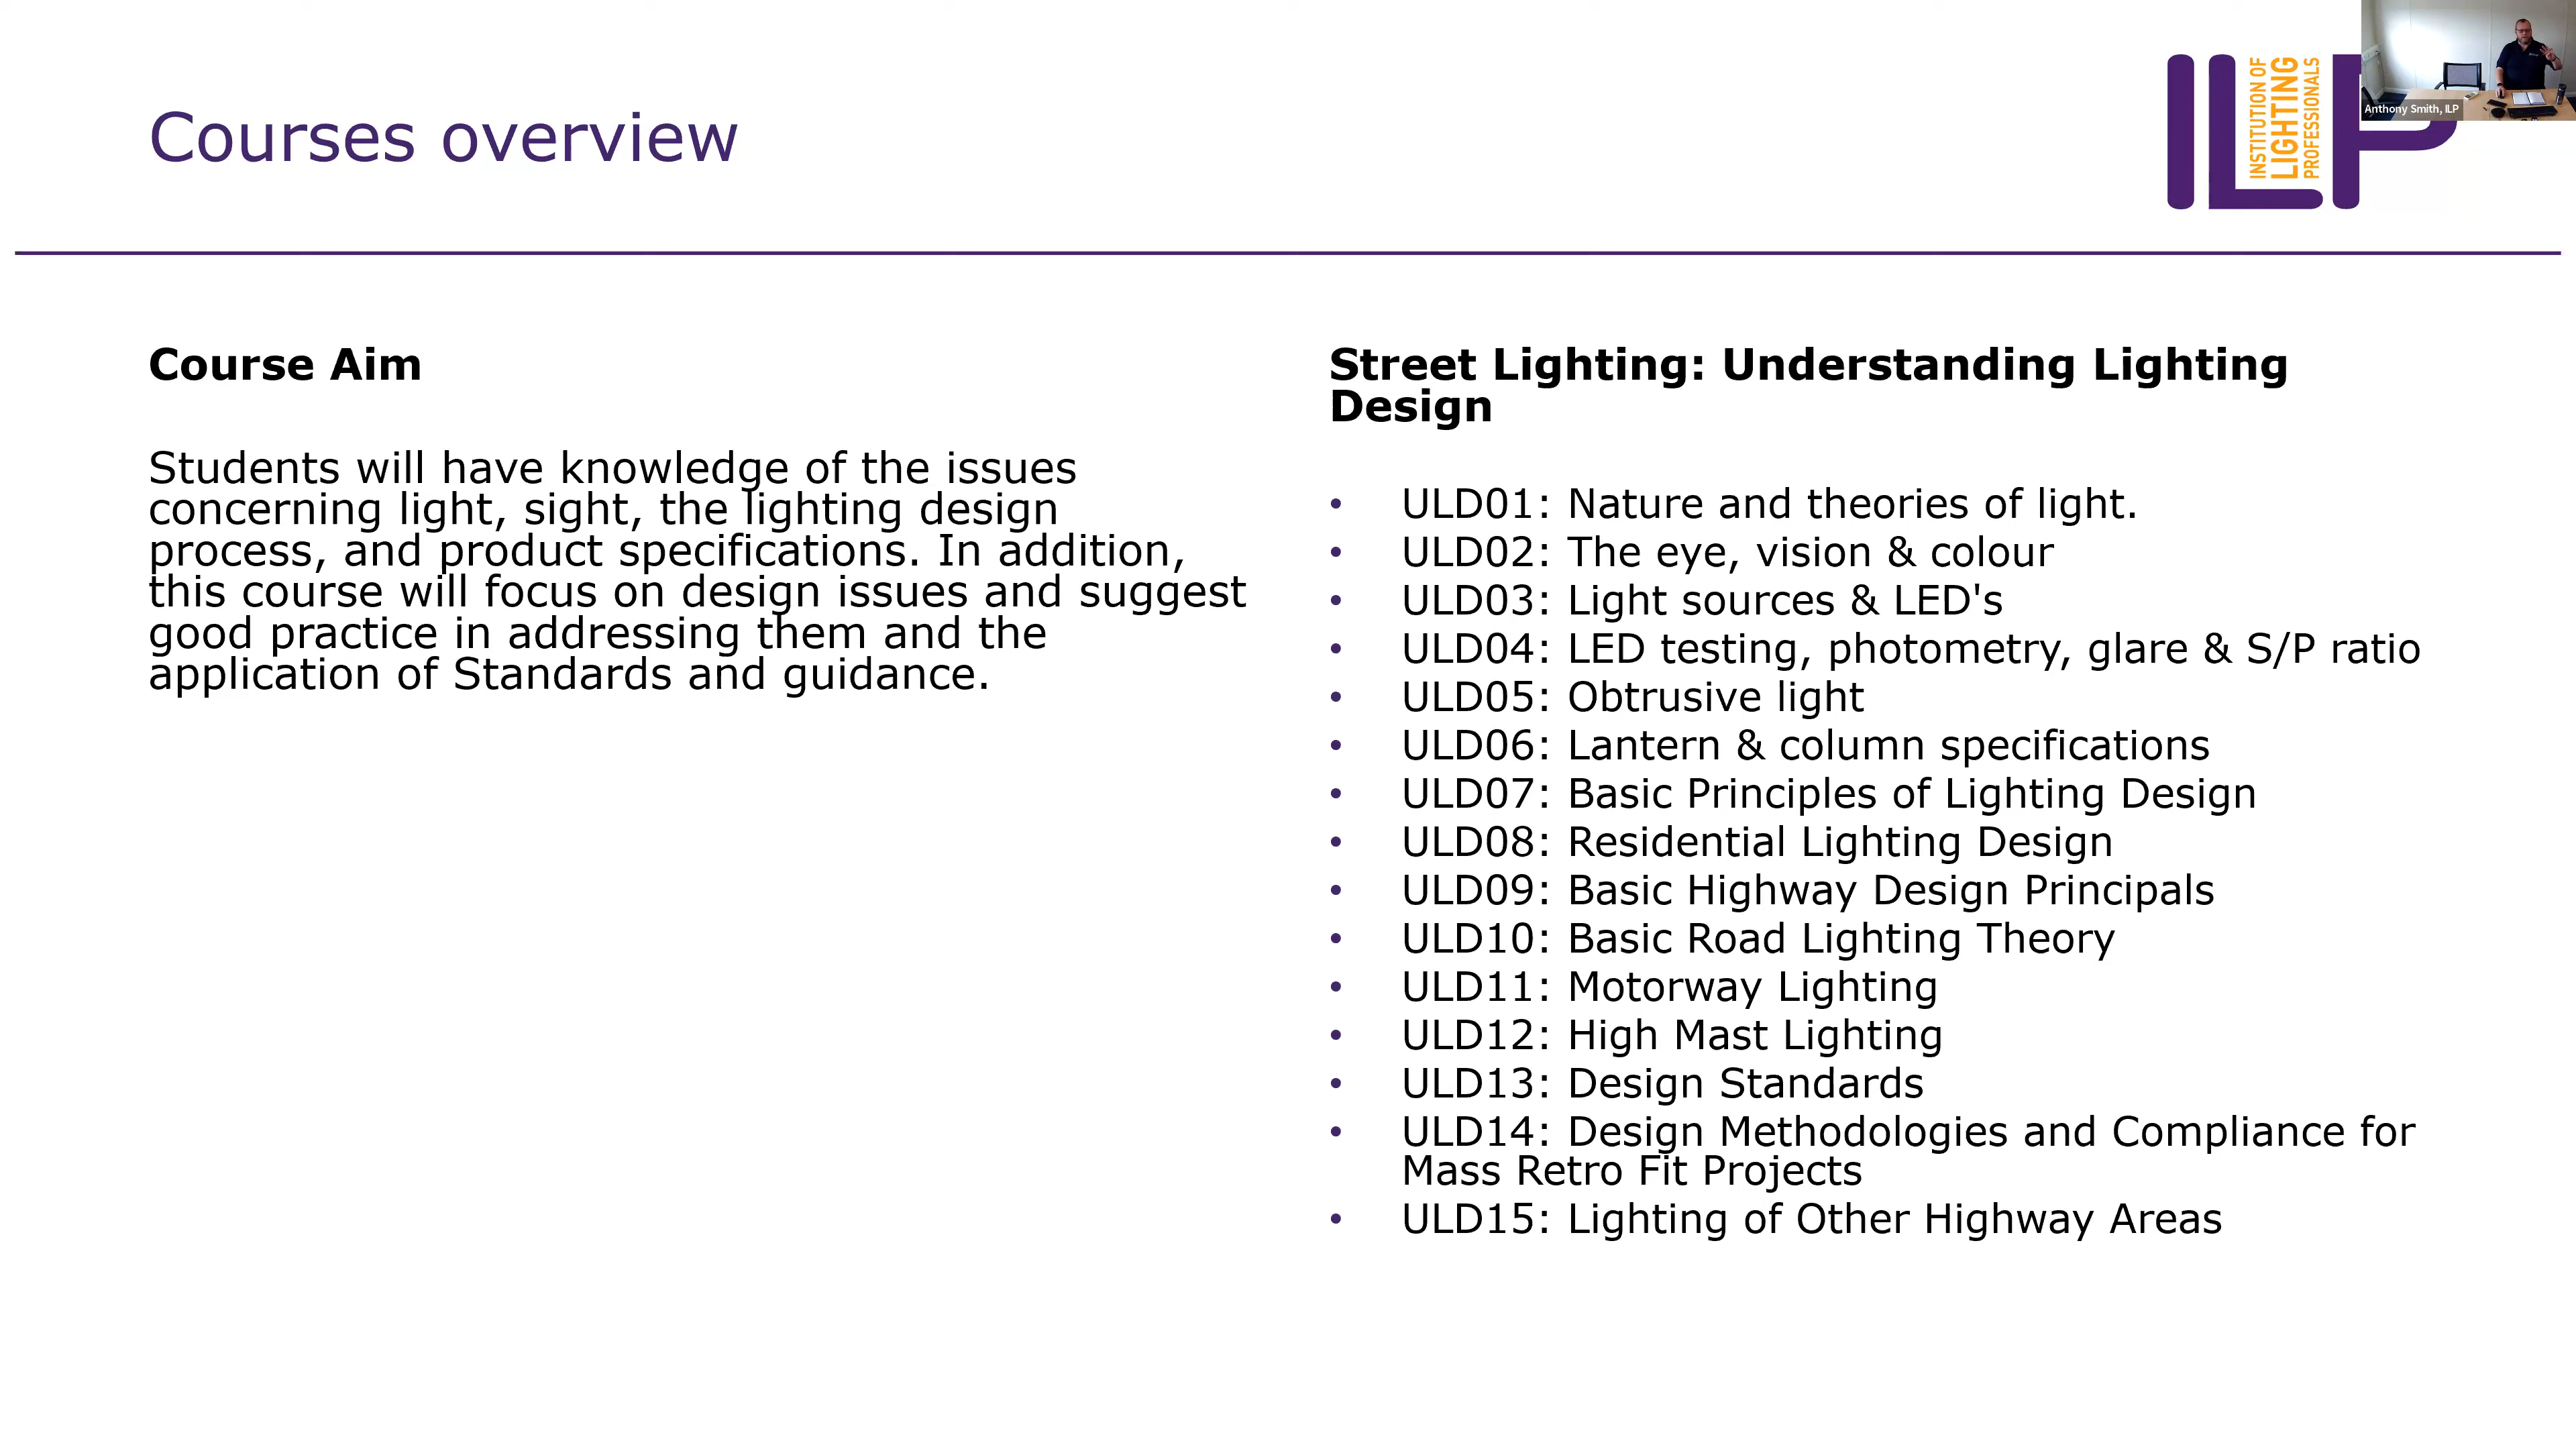 Courses overview
INSTITUTION OF
LIGHTING
PROFESSIONALS
ILP
Anthony Smith, ILP
Course Aim
Students will have knowledge of the issues
concerning light, sight, the lighting design
process, and product specifications. In addition,
this course will focus on design issues and suggest
good practice in addressing them and the
application of Standards and guidance.
Street Lighting: Understanding Lighting
Design
• ULD01: Nature and theories of light.
• ULD02: The eye, vision & colour
• ULD03: Light sources & LED's
• ULD04: LED testing, photometry, glare & S/P ratio
• ULD05: Obtrusive light
• ULD06: Lantern & column specifications
• ULD07: Basic Principles of Lighting Design
• ULD08: Residential Lighting Design
• ULD09: Basic Highway Design Principals
• ULD10: Basic Road Lighting Theory
• ULD11: Motorway Lighting
• ULD12: High Mast Lighting
• ULD13: Design Standards
• ULD14: Design Methodologies and Compliance for
Mass Retro Fit Projects
• ULD15: Lighting of Other Highway Areas